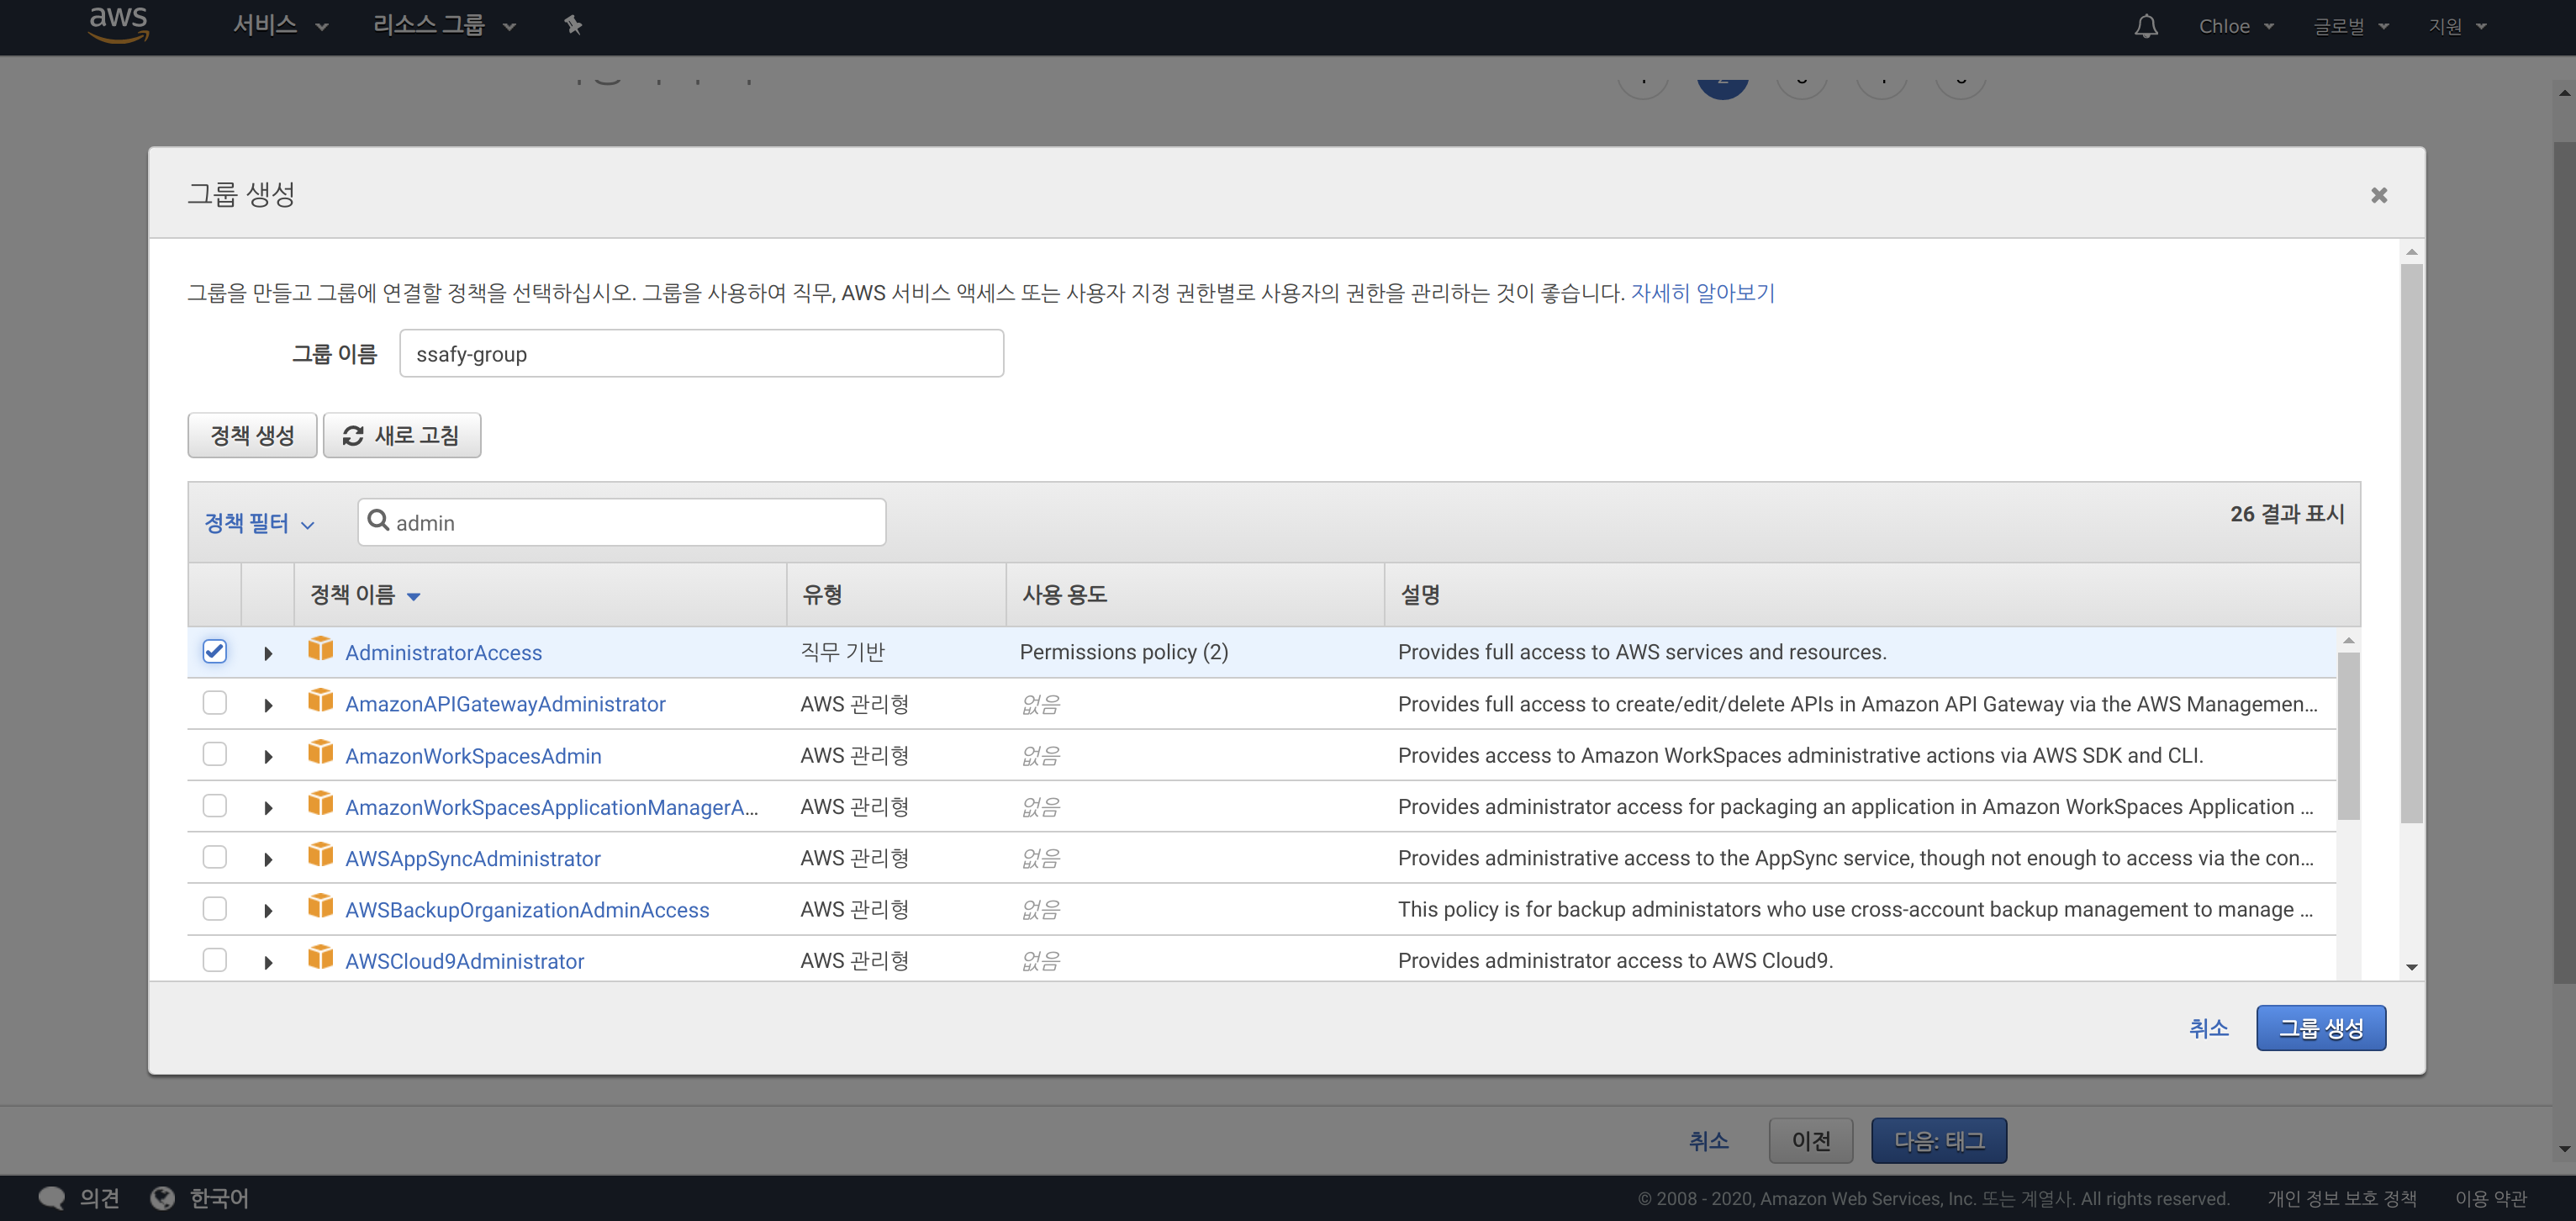 aws 서비스 리소스 그룹 Chloe 글로벌 지원
그룹 생성
그룹을 만들고 그룹에 연결할 정책을 선택하십시오. 그룹을 사용하여 직무, AWS 서비스 액세스 또는 사용자 지정 권한별로 사용자의 권한을 관리하는 것이 좋습니다. 자세히 알아보기
그룹 이름 ssafy-group
정책 생성 새로 고침
정책 필터 admin 26 결과 표시
정책 이름 유형 사용 용도 설명
AdministratorAccess 직무 기반 Permissions policy (2) Provides full access to AWS services and resources.
AmazonAPIGatewayAdministrator AWS 관리형 없음 Provides full access to create/edit/delete APIs in Amazon API Gateway via the AWS Managemen...
AmazonWorkSpacesAdmin AWS 관리형 없음 Provides access to Amazon WorkSpaces administrative actions via AWS SDK and CLI.
AmazonWorkSpacesApplicationManagerA... AWS 관리형 없음 Provides administrator access for packaging an application in Amazon WorkSpaces Application ...
AWSAppSyncAdministrator AWS 관리형 없음 Provides administrative access to the AppSync service, though not enough to access via the con...
AWSBackupOrganizationAdminAccess AWS 관리형 없음 This policy is for backup administators who use cross-account backup management to manage ...
AWSCloud9Administrator AWS 관리형 없음 Provides administrator access to AWS Cloud9.
취소 그룹 생성
취소 이전 다음: 태그
의견 한국어 © 2008 - 2020, Amazon Web Services, Inc. 또는 계열사. All rights reserved. 개인 정보 보호 정책 이용 약관